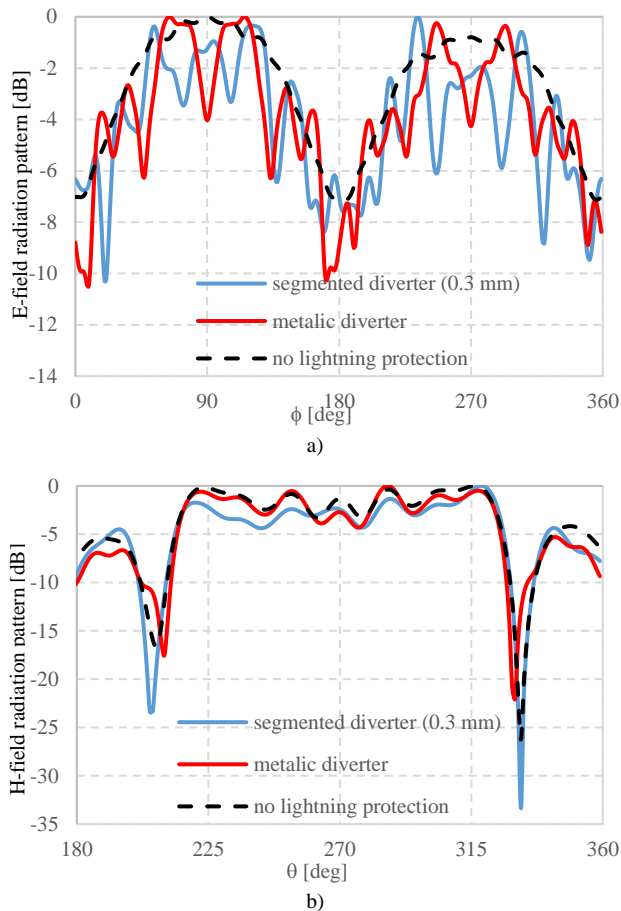 E-field radiation pattern [dB]
0
-2
-4
-6
-8
-10
-12
-14
segmented diverter (0.3 mm)
metalic diverter
no lightning protection
0 90 180 270 360
ϕ [deg]
a)
H-field radiation pattern [dB]
0
-5
-10
-15
-20
-25
-30
-35
segmented diverter (0.3 mm)
metalic diverter
no lightning protection
180 225 270 315 360
θ [deg]
b)